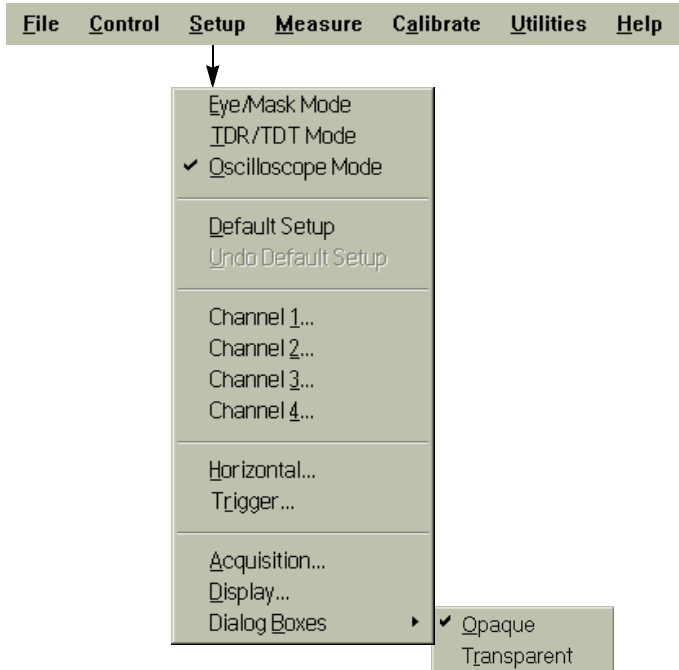 File Control Setup Measure Calibrate Utilities Help
Eye/Mask Mode
TDR/TDT Mode
✔ Oscilloscope Mode
Default Setup
Undo Default Setup
Channel 1...
Channel 2...
Channel 3...
Channel 4...
Horizontal...
Trigger...
Acquisition...
Display...
Dialog Boxes
✔ Opaque
Transparent